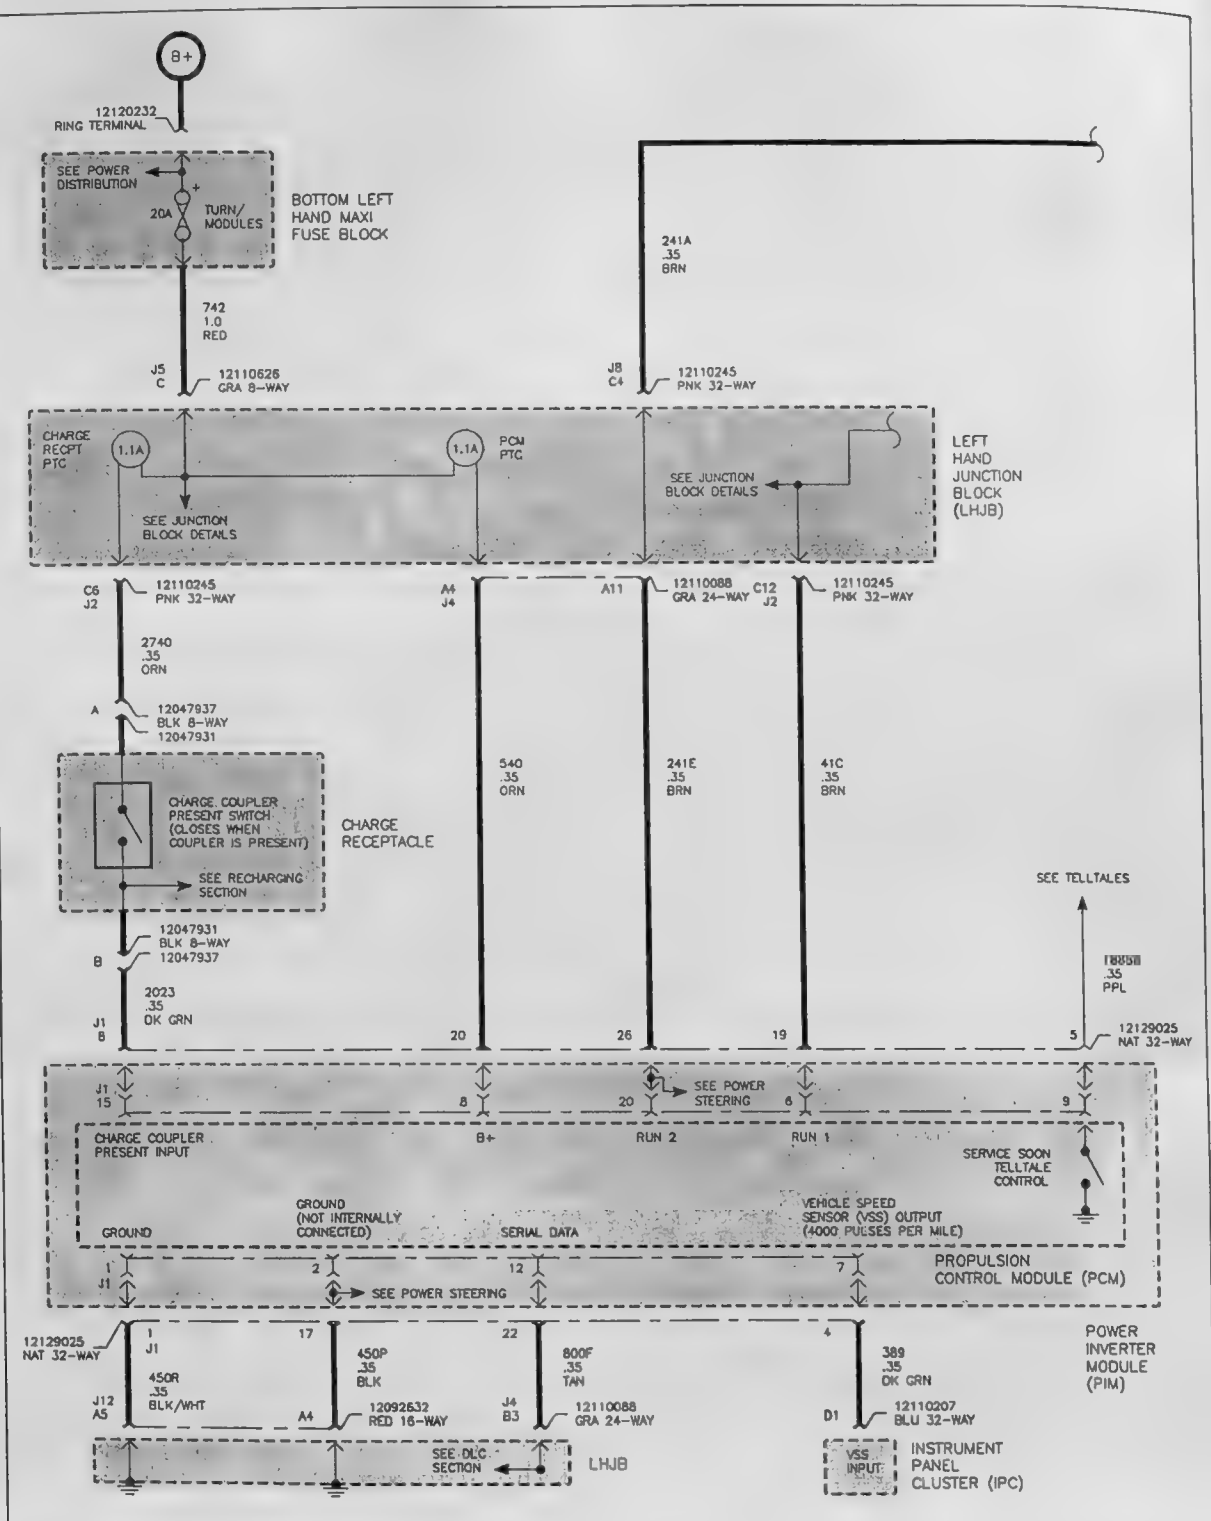 B+
12120232
RING TERMINAL
SEE POWER
DISTRIBUTION
+
20A
TURN/
MODULES
BOTTOM LEFT
HAND MAXI
FUSE BLOCK
241A
.35
BRN
742
1.0
RED
J5
C
12110626
GRA 8-WAY
J8
C4
12110245
PNK 32-WAY
CHARGE
RECPT
PTC
1.1A
1.1A
PCM
PTC
SEE JUNCTION
BLOCK DETAILS
SEE JUNCTION
BLOCK DETAILS
LEFT
HAND
JUNCTION
BLOCK
(LHJB)
C6
J2
12110245
PNK 32-WAY
A4
J4
A11
12110088
GRA 24-WAY
C12
J2
12110245
PNK 32-WAY
2740
.35
ORN
A
12047937
BLK 8-WAY
12047931
540
.35
ORN
241E
.35
BRN
41C
.35
BRN
CHARGE COUPLER
PRESENT SWITCH
(CLOSES WHEN
COUPLER IS PRESENT)
CHARGE
RECEPTACLE
SEE RECHARGING
SECTION
SEE TELLTALES
12047931
BLK 8-WAY
B
12047937
.35
PPL
2023
.35
DK GRN
J1
B
20
26
19
5
12129025
NAT 32-WAY
J1
15
8
20
SEE POWER
STEERING
6
9
CHARGE COUPLER
PRESENT INPUT
B+
RUN 2
RUN 1
SERVICE SOON
TELLTALE
CONTROL
GROUND
GROUND
(NOT INTERNALLY
CONNECTED)
SERIAL DATA
VEHICLE SPEED
SENSOR (VSS) OUTPUT
(4000 PULSES PER MILE)
1
J1
2
12
7
PROPULSION
CONTROL MODULE (PCM)
SEE POWER STEERING
12129025
NAT 32-WAY
1
J1
17
22
4
POWER
INVERTER
MODULE
(PIM)
450R
.35
BLK/WHT
450P
.35
BLK
800F
.35
TAN
389
.35
DK GRN
J12
A5
A4
12092632
RED 16-WAY
J4
B3
12110088
GRA 24-WAY
D1
12110207
BLU 32-WAY
SEE DLC
SECTION
LHJB
VSS
INPUT
INSTRUMENT
PANEL
CLUSTER (IPC)